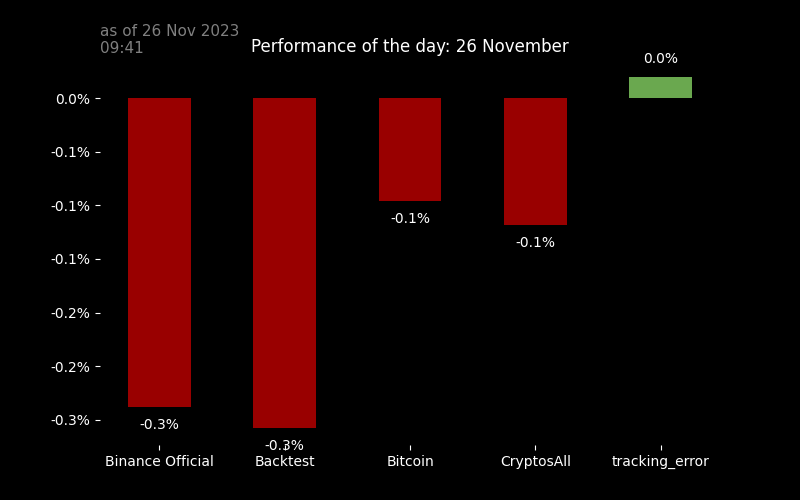 as of 26 Nov 2023
09:41
Performance of the day: 26 November
0.0%
0.0%
-0.1%
-0.1%
-0.1%
-0.2%
-0.2%
-0.3%
-0.3%
-0.3%
-0.1%
-0.1%
Binance Official
Backtest
Bitcoin
CryptosAll
tracking_error